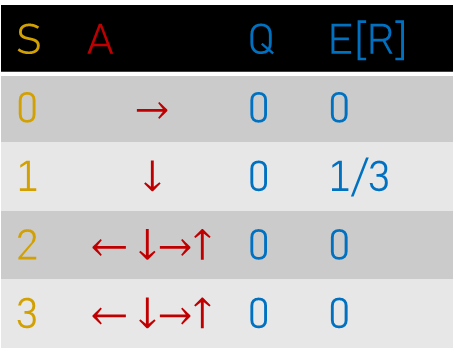 S A Q E[R]
0 → 0 0
1 ↓ 0 1/3
2 ← ↓→↑ 0 0
3 ← ↓→↑ 0 0